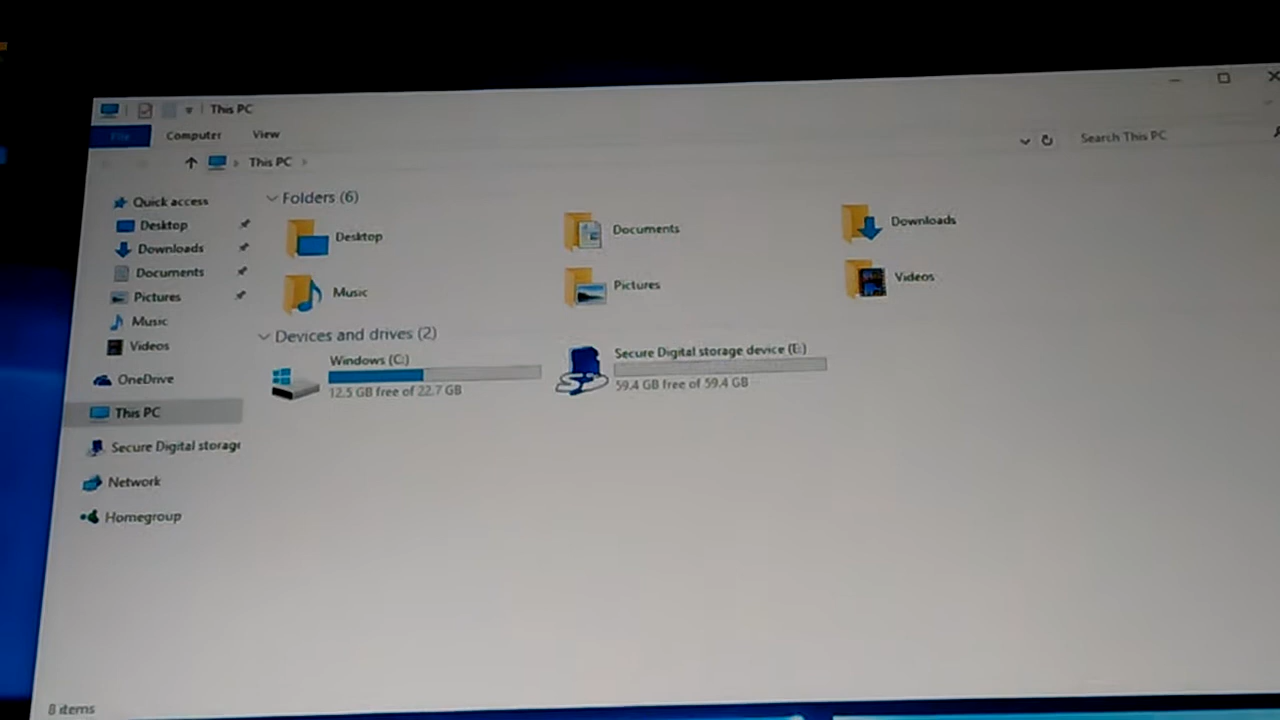 This PC
File Computer View
This PC
Search This PC
Quick access
Desktop
Downloads
Documents
Pictures
Music
Videos
OneDrive
This PC
Secure Digital storage
Network
Homegroup
Folders (6)
Desktop
Documents
Downloads
Music
Pictures
Videos
Devices and drives (2)
Windows (C:)
12.5 GB free of 22.7 GB
Secure Digital storage device (E:)
59.4 GB free of 59.4 GB
8 items